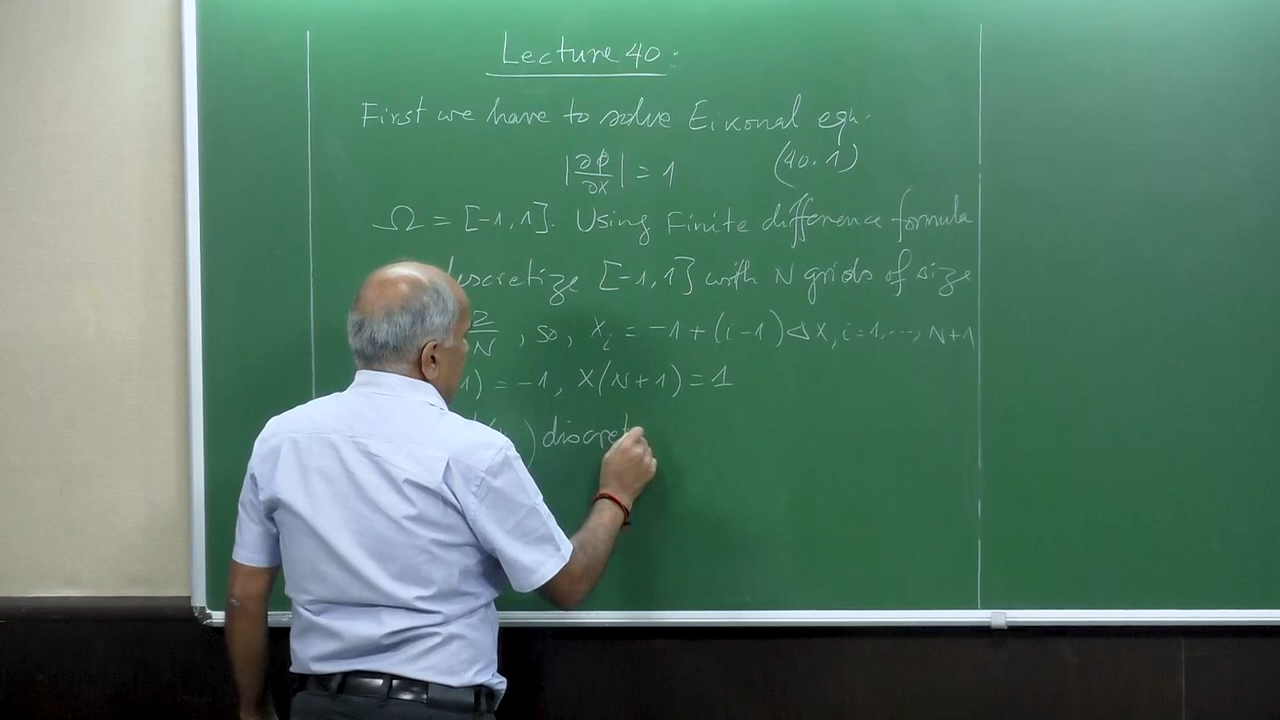 Lecture 40:
First we have to solve Eikonal eqn.
|∂φ/∂x| = 1 (40.1)
Ω = [-1, 1]. Using Finite difference formula
discretize [-1, 1] with N grids of size
2/N, so, x_i = -1 + (i-1)Δx, i=1, ..., N+1
1) = -1, x(N+1) = 1
) discret